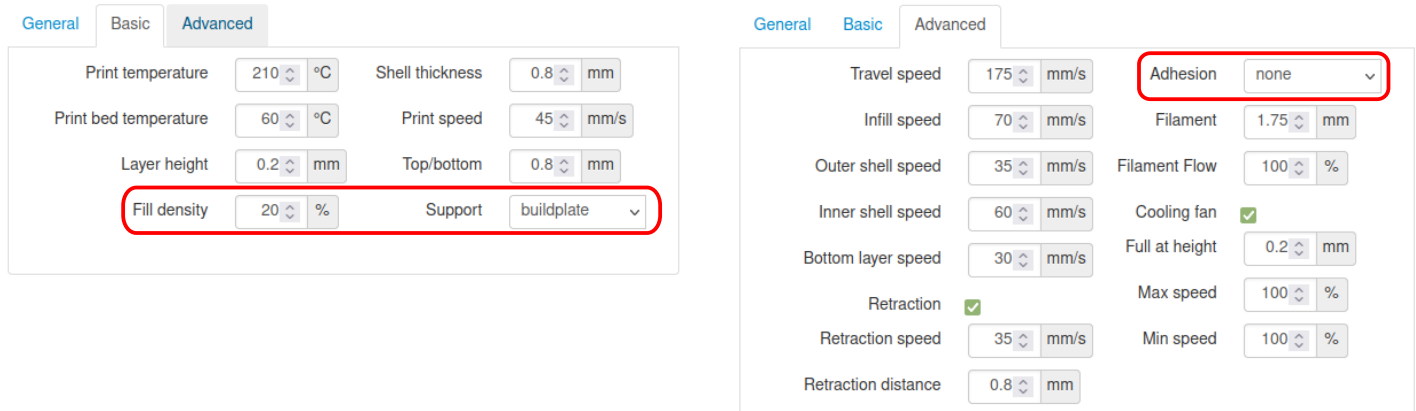 General Basic Advanced
Print temperature 210 °C Shell thickness 0.8 mm
Print bed temperature 60 °C Print speed 45 mm/s
Layer height 0.2 mm Top/bottom 0.8 mm
Fill density 20 % Support buildplate
General Basic Advanced
Travel speed 175 mm/s Adhesion none
Infill speed 70 mm/s Filament 1.75 mm
Outer shell speed 35 mm/s Filament Flow 100 %
Inner shell speed 60 mm/s Cooling fan
Bottom layer speed 30 mm/s Full at height 0.2 mm
Retraction Max speed 100 %
Retraction speed 35 mm/s Min speed 100 %
Retraction distance 0.8 mm